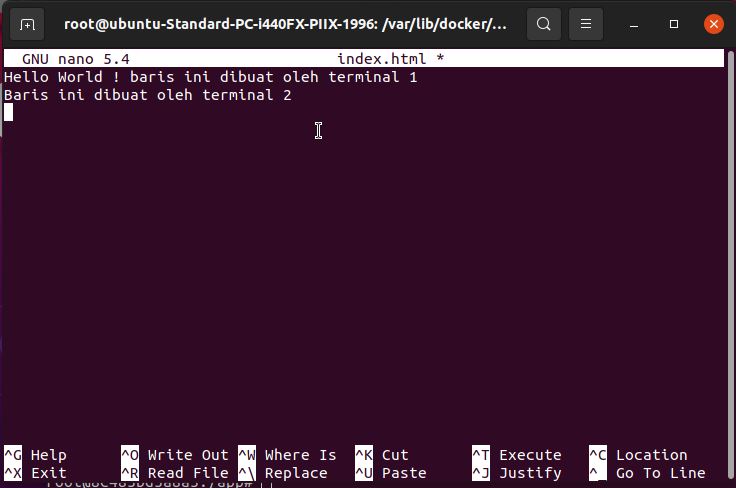 root@ubuntu-Standard-PC-i440FX-PIIX-1996: /var/lib/docker/...
GNU nano 5.4 index.html *
Hello World ! baris ini dibuat oleh terminal 1
Baris ini dibuat oleh terminal 2
^G Help ^O Write Out ^W Where Is ^K Cut ^T Execute ^C Location
^X Exit ^R Read File ^\ Replace ^U Paste ^J Justify ^_ Go To Line